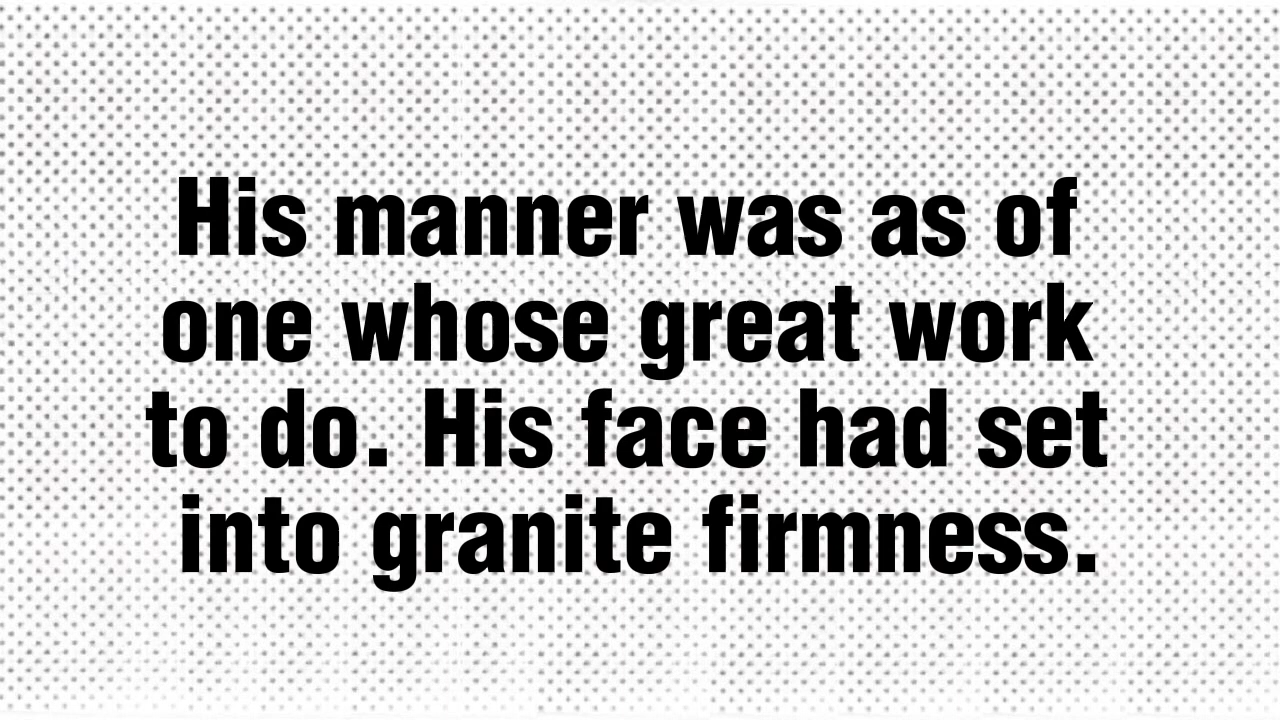 His manner was as of
one whose great work
to do. His face had set
into granite firmness.